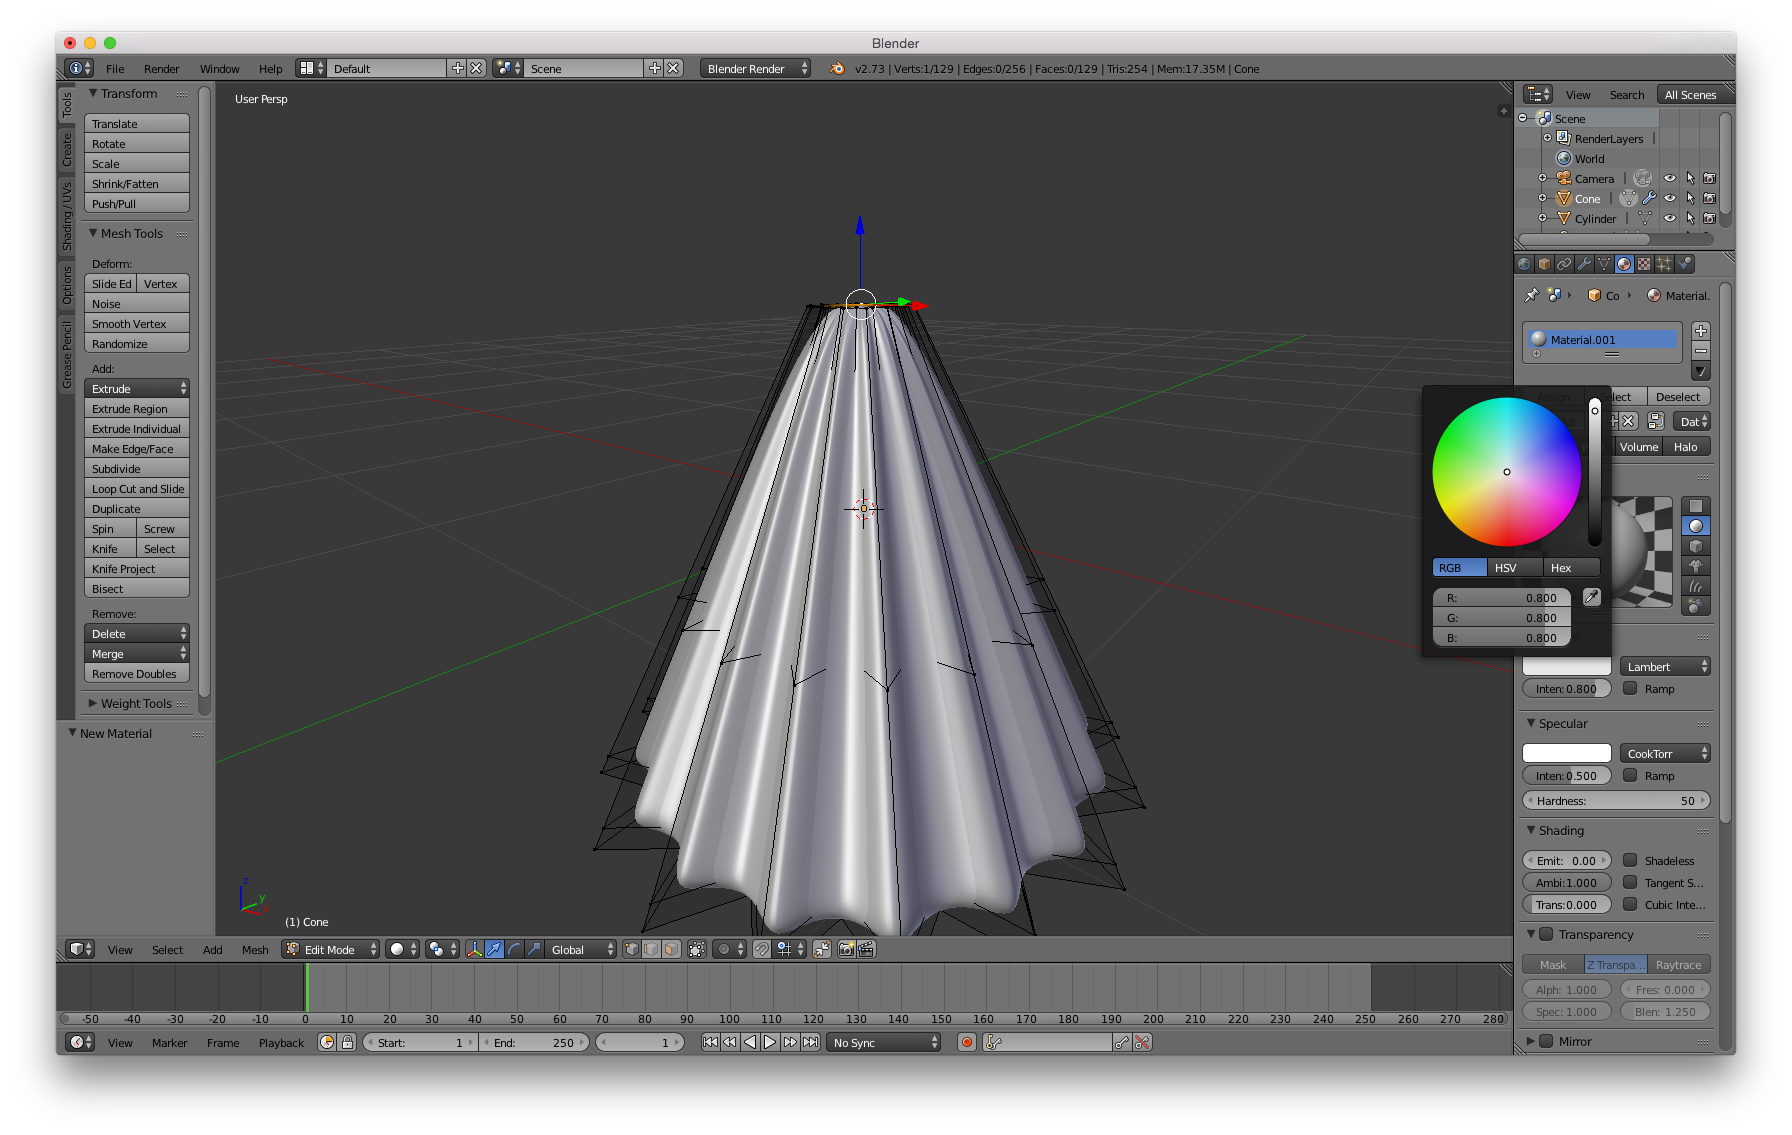 Blender
File Render Window Help Default Scene Blender Render v2.73 | Verts:1/129 | Edges:0/256 | Faces:0/129 | Tris:254 | Mem:17.35M | Cone
Tools
Create
Shading / UVs
Options
Grease Pencil
Transform
Translate
Rotate
Scale
Shrink/Fatten
Push/Pull
Mesh Tools
Deform:
Slide Ed Vertex
Noise
Smooth Vertex
Randomize
Add:
Extrude
Extrude Region
Extrude Individual
Make Edge/Face
Subdivide
Loop Cut and Slide
Duplicate
Spin Screw
Knife Select
Knife Project
Bisect
Remove:
Delete
Merge
Remove Doubles
Weight Tools
New Material
User Persp
z
y
(1) Cone
View Search All Scenes
Scene
RenderLayers
World
Camera
Cone
Cylinder
Co Material.
Material.001
Assign Select Deselect
Dat
Volume Halo
RGB HSV Hex
R: 0.800
G: 0.800
B: 0.800
Lambert
Inten: 0.800 Ramp
Specular
CookTorr
Inten: 0.500 Ramp
Hardness: 50
Shading
Emit: 0.00 Shadeless
Ambi: 1.000 Tangent S...
Trans: 0.000 Cubic Inte...
Transparency
Mask Z Transpa... Raytrace
Alph: 1.000 Fres: 0.000
Spec: 1.000 Blen: 1.250
Mirror
View Select Add Mesh Edit Mode Global
-50 -40 -30 -20 -10 0 10 20 30 40 50 60 70 80 90 100 110 120 130 140 150 160 170 180 190 200 210 220 230 240 250 260 270 280
View Marker Frame Playback Start: 1 End: 250 1 No Sync